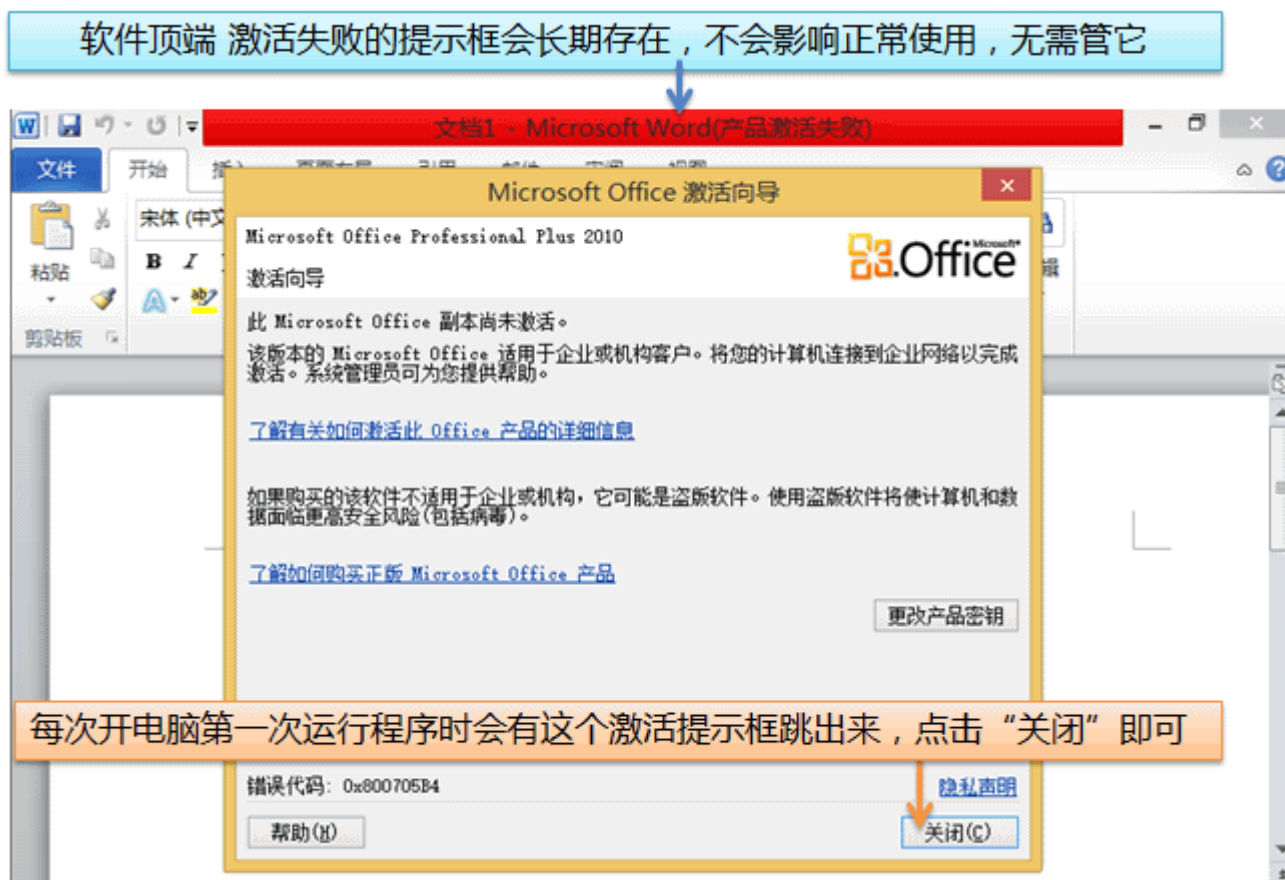 软件顶端 激活失败的提示框会长期存在，不会影响正常使用，无需管它
文档1 - Microsoft Word(产品激活失败)
文件 开始
Microsoft Office 激活向导
宋体 (中文
粘贴
B I
剪贴板
Microsoft Office Professional Plus 2010
激活向导
Microsoft
Office
此 Microsoft Office 副本尚未激活。
该版本的 Microsoft Office 适用于企业或机构客户。将您的计算机连接到企业网络以完成
激活。系统管理员可为您提供帮助。
了解有关如何激活此 Office 产品的详细信息
如果购买的该软件不适用于企业或机构，它可能是盗版软件。使用盗版软件将使计算机和数
据面临更高安全风险(包括病毒)。
了解如何购买正版 Microsoft Office 产品
更改产品密钥
每次开电脑第一次运行程序时会有这个激活提示框跳出来，点击“关闭”即可
错误代码: 0x800705B4
隐私声明
帮助(H)
关闭(C)